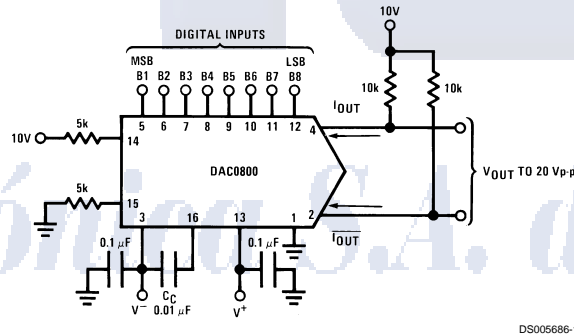 10V
DIGITAL INPUTS
MSB LSB
B1 B2 B3 B4 B5 B6 B7 B8
10k 10k
IOUT
5 6 7 8 9 10 11 12
4
5k
10V
14
DAC0800
VOUT TO 20 Vp-p
5k
15
3 16 13 1 2
IOUT
0.1 μF 0.1 μF
CC
0.01 μF
V− V+
ónica S.A. d
DS005686-